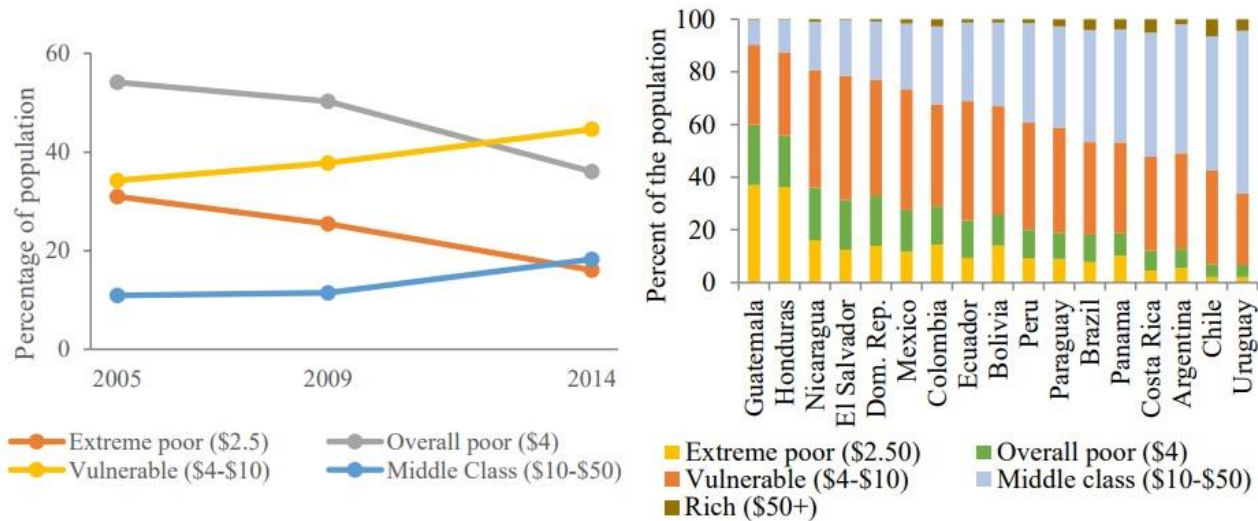 Percentage of population
60
40
20
0
2005 2009 2014
Extreme poor ($2.5) Overall poor ($4)
Vulnerable ($4-$10) Middle Class ($10-$50)
Percent of the population
100
80
60
40
20
0
Guatemala
Honduras
Nicaragua
El Salvador
Dom. Rep.
Mexico
Colombia
Ecuador
Bolivia
Peru
Paraguay
Brazil
Panama
Costa Rica
Argentina
Chile
Uruguay
Extreme poor ($2.50) Overall poor ($4)
Vulnerable ($4-$10) Middle class ($10-$50)
Rich ($50+)